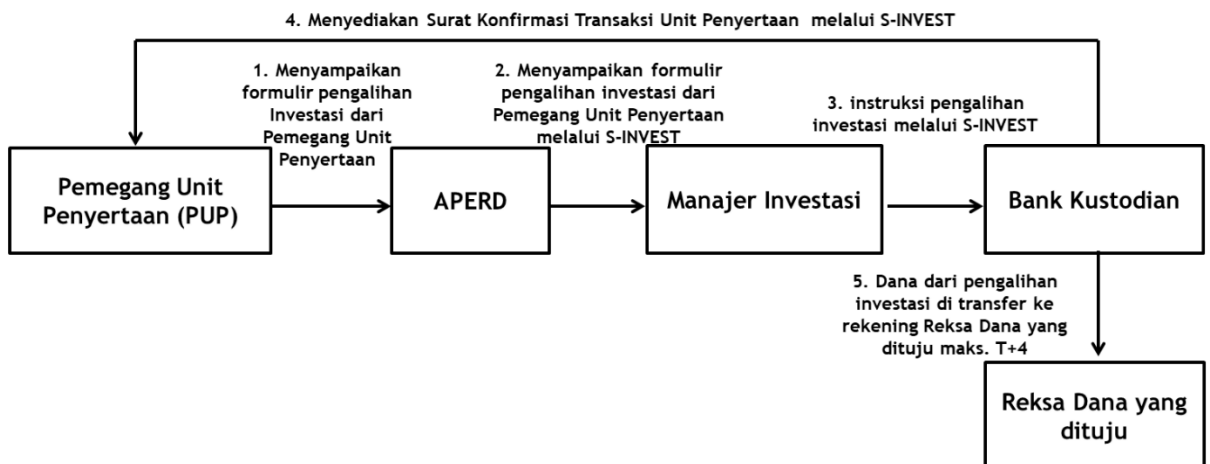 4. Menyediakan Surat Konfirmasi Transaksi Unit Penyertaan melalui S-INVEST
1. Menyampaikan
formulir pengalihan
Investasi dari
Pemegang Unit
Penyertaan
2. Menyampaikan formulir
pengalihan investasi dari
Pemegang Unit Penyertaan
melalui S-INVEST
3. instruksi pengalihan
investasi melalui S-INVEST
Pemegang Unit
Penyertaan (PUP)
APERD
Manajer Investasi
Bank Kustodian
5. Dana dari pengalihan
investasi di transfer ke
rekening Reksa Dana yang
dituju maks. T+4
Reksa Dana yang
dituju